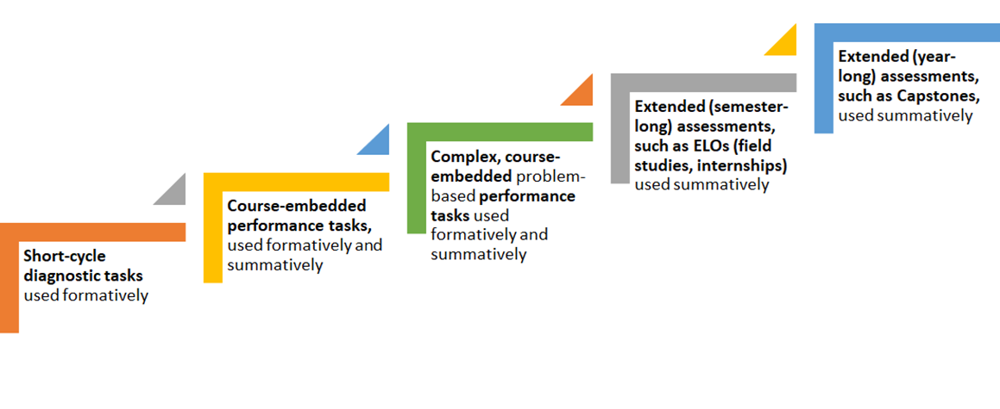 Short-cycle
diagnostic tasks
used formatively
Course-embedded
performance tasks,
used formatively and
summatively
Complex, course-
embedded problem-
based performance
tasks used
formatively and
summatively
Extended (semester-
long) assessments,
such as ELOs (field
studies, internships)
used summatively
Extended (year-
long) assessments,
such as Capstones,
used summatively